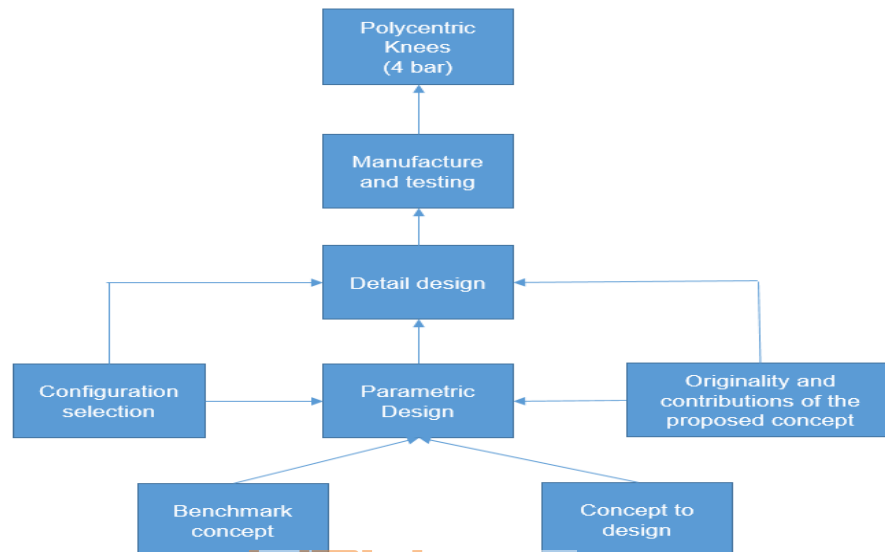 Polycentric
Knees
(4 bar)
Manufacture
and testing
Detail design
Configuration
selection
Parametric
Design
Originality and
contributions of the
proposed concept
Benchmark
concept
Concept to
design